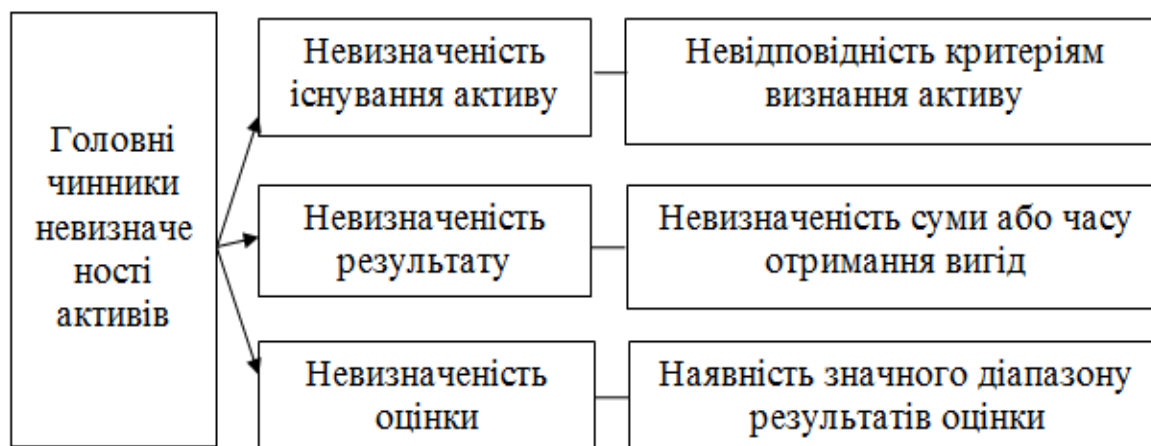 Головні
чинники
невизначе
ності
активів
Невизначеність
існування активу
Невідповідність критеріям
визнання активу
Невизначеність
результату
Невизначеність суми або часу
отримання вигід
Невизначеність
оцінки
Наявність значного діапазону
результатів оцінки